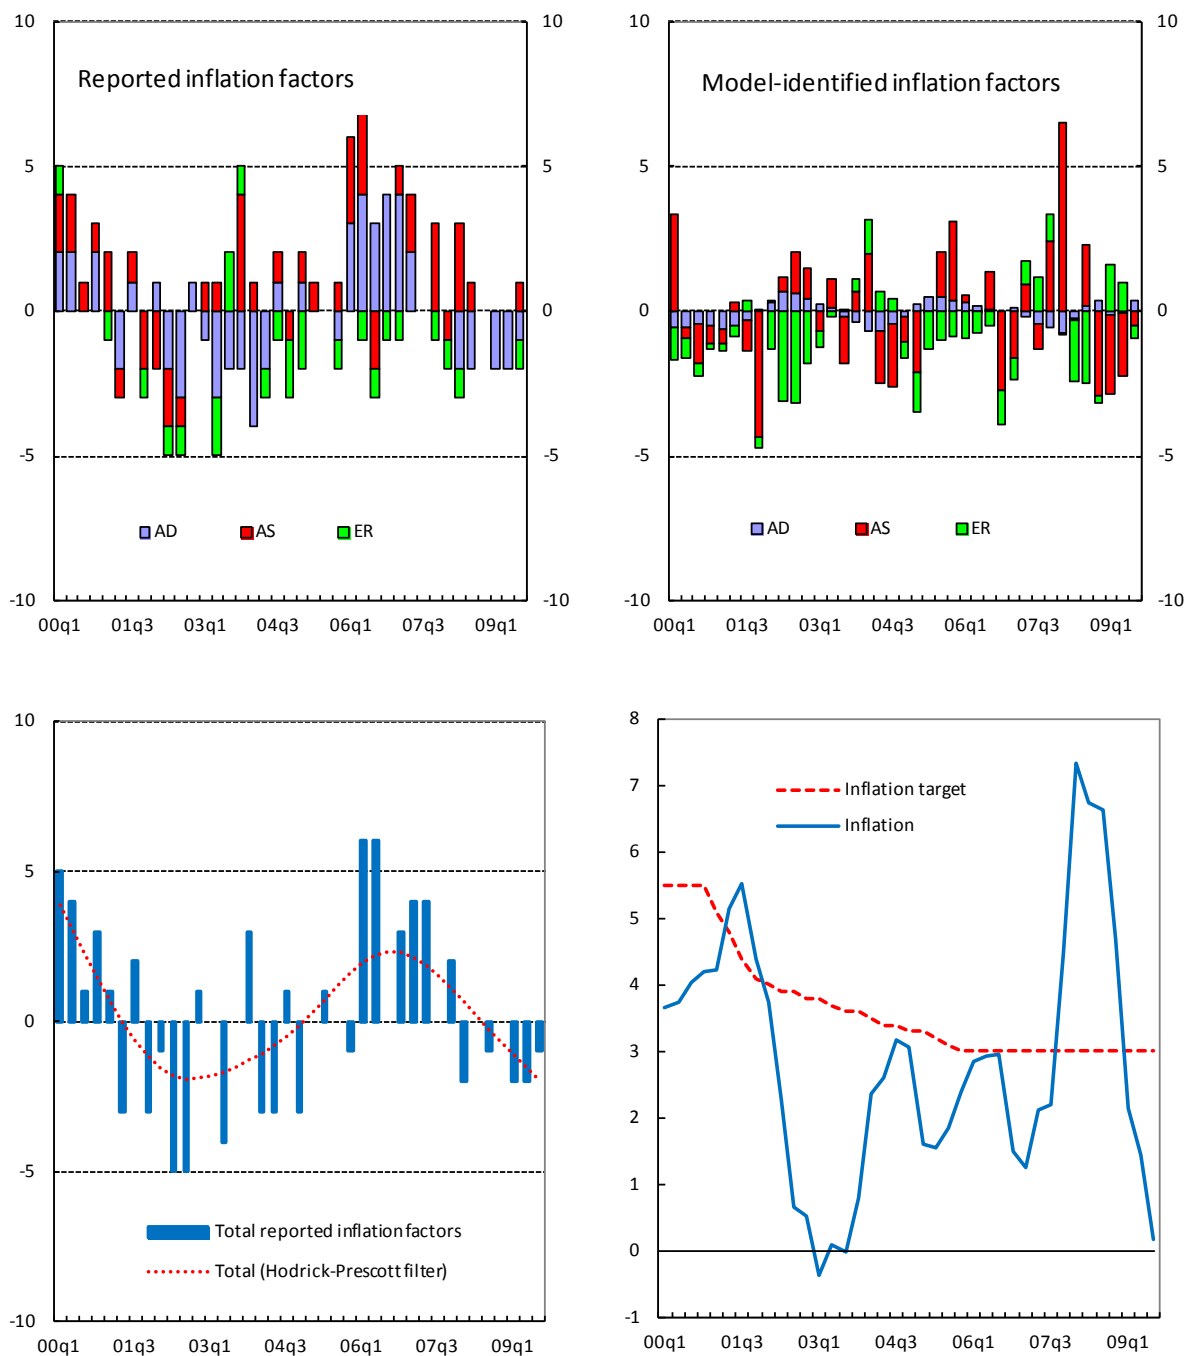 10
10
10
10
Reported inflation factors
Model-identified inflation factors
5
5
5
5
0
0
0
0
-5
-5
-5
-5
AD
AS
ER
AD
AS
ER
-10
-10
-10
-10
00q1 01q3 03q1 04q3 06q1 07q3 09q1
00q1 01q3 03q1 04q3 06q1 07q3 09q1
10
5
0
-5
-10
Total reported inflation factors
Total (Hodrick-Prescott filter)
00q1 01q3 03q1 04q3 06q1 07q3 09q1
8
7
6
5
4
3
2
1
0
-1
Inflation target
Inflation
00q1 01q3 03q1 04q3 06q1 07q3 09q1